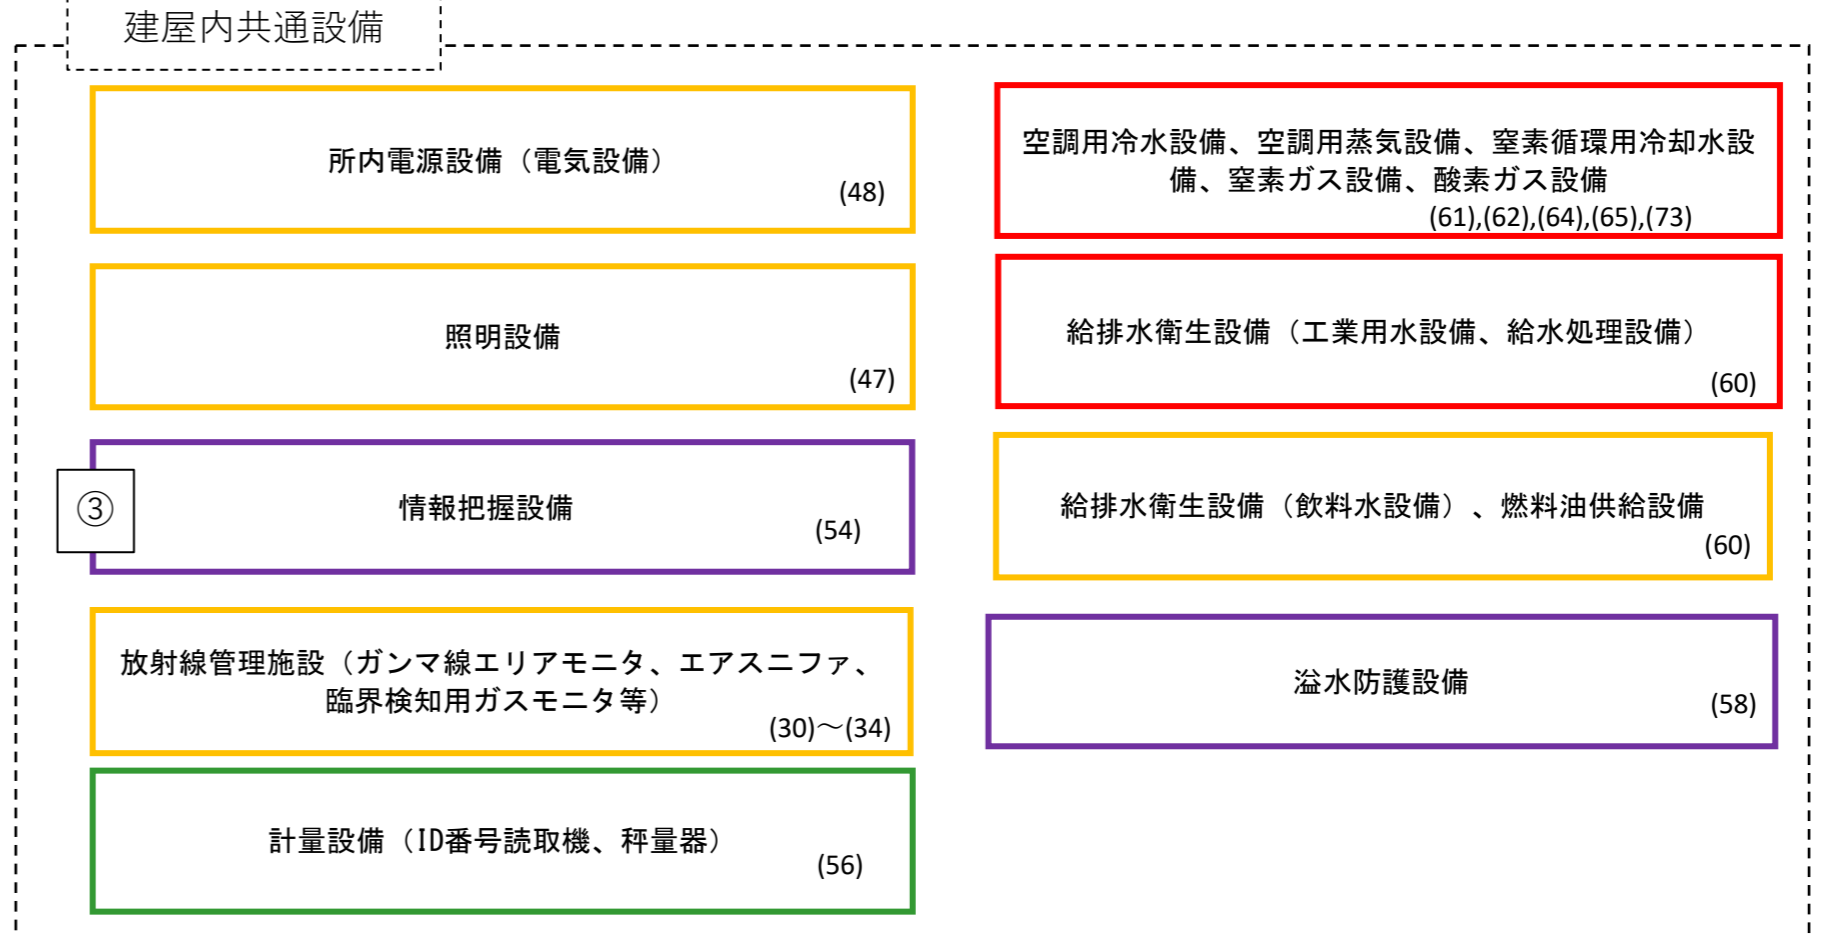 建屋内共通設備
所内電源設備（電気設備）
(48)
照明設備
(47)
③
情報把握設備
(54)
放射線管理施設（ガンマ線エリアモニタ、エアスニファ、
臨界検知用ガスモニタ等）
(30)～(34)
計量設備（ID番号読取機、秤量器）
(56)
空調用冷水設備、空調用蒸気設備、窒素循環用冷却水設
備、窒素ガス設備、酸素ガス設備
(61),(62),(64),(65),(73)
給排水衛生設備（工業用水設備、給水処理設備）
(60)
給排水衛生設備（飲料水設備）、燃料油供給設備
(60)
溢水防護設備
(58)